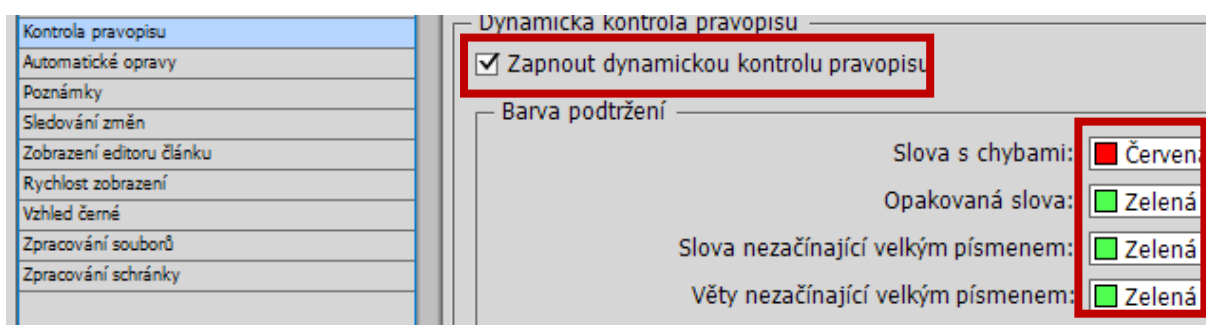 Kontrola pravopisu
Automatické opravy
Poznámky
Sledování změn
Zobrazení editoru článku
Rychlost zobrazení
Vzhled černé
Zpracování souborů
Zpracování schránky
Dynamická kontrola pravopisu
Zapnout dynamickou kontrolu pravopisu
Barva podtržení
Slova s chybami: Červená
Opakovaná slova: Zelená
Slova nezačínající velkým písmenem: Zelená
Věty nezačínající velkým písmenem: Zelená